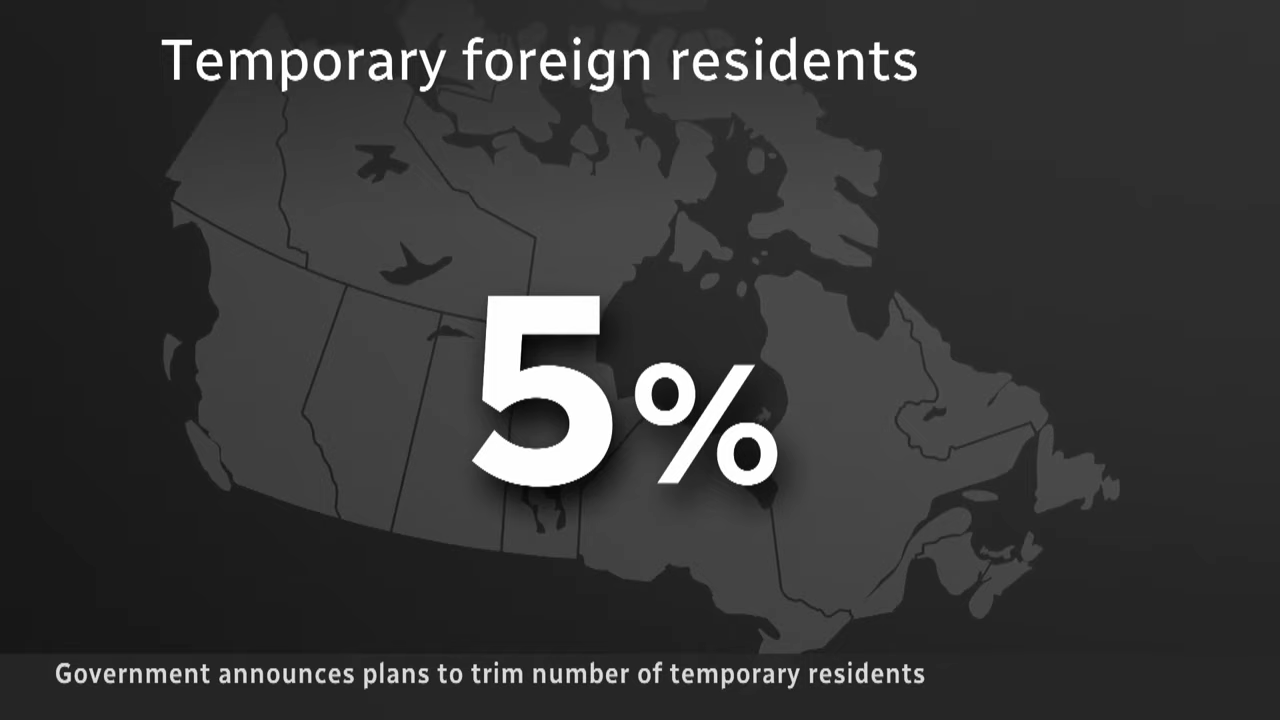 Temporary foreign residents
5%
Government announces plans to trim number of temporary residents